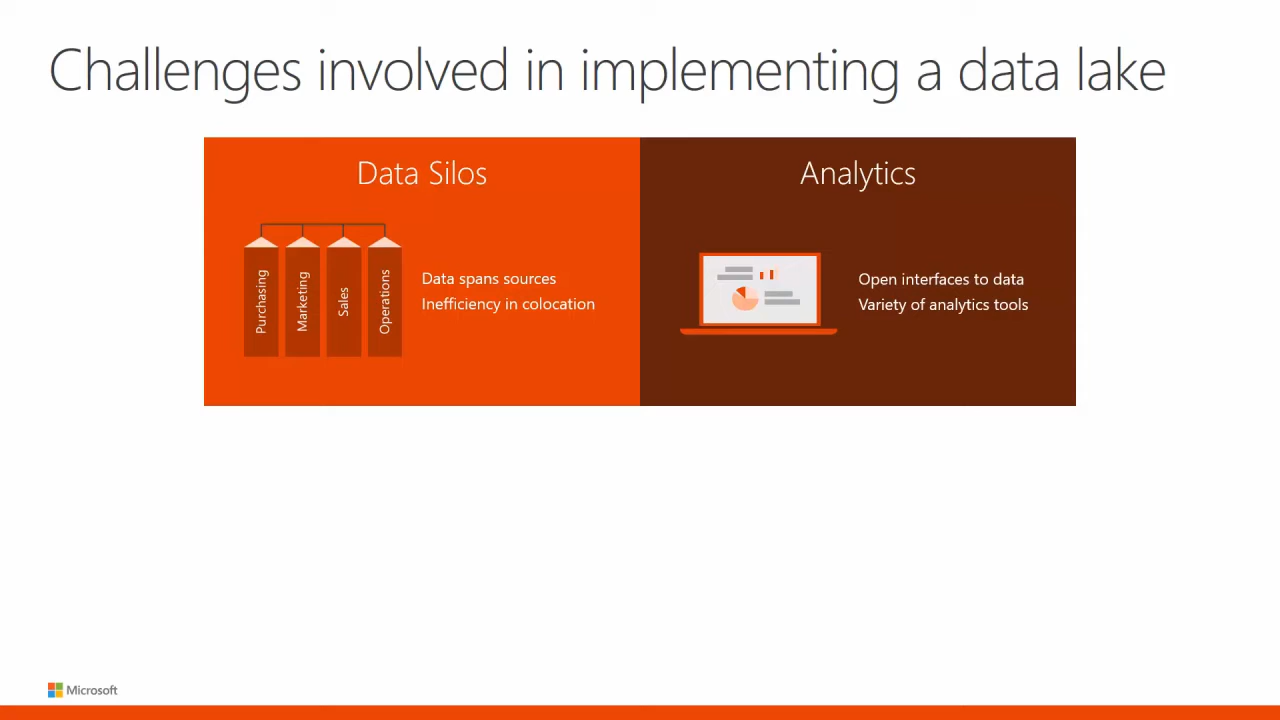 Challenges involved in implementing a data lake
Data Silos
Purchasing
Marketing
Sales
Operations
Data spans sources
Inefficiency in colocation
Analytics
Open interfaces to data
Variety of analytics tools
Microsoft